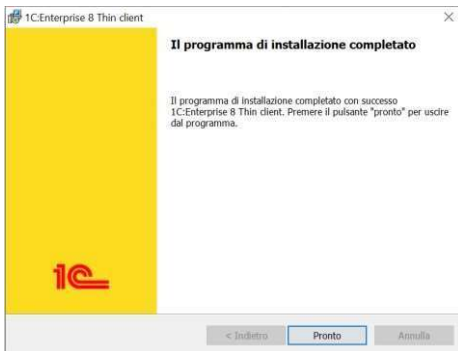 1C:Enterprise 8 Thin client
Il programma di installazione completato
Il programma di installazione completato con successo
1C:Enterprise 8 Thin client. Premere il pulsante "pronto" per uscire
dal programma.
1C
< Indietro Pronto Annulla